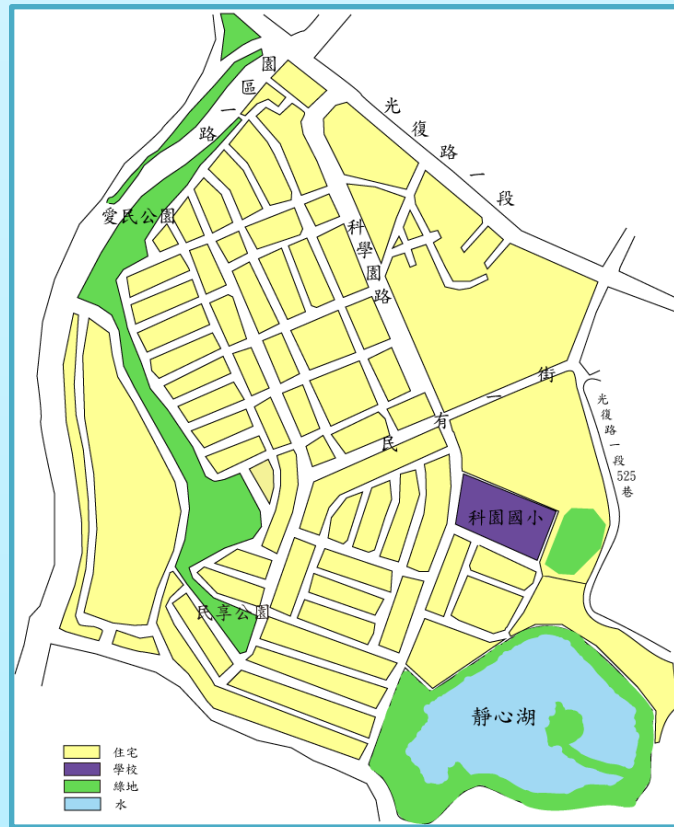 園區一路
光復路一段
愛民公園
科學園路
民有一街
光復路一段525巷
科園國小
民享公園
靜心湖
住宅
學校
綠地
水